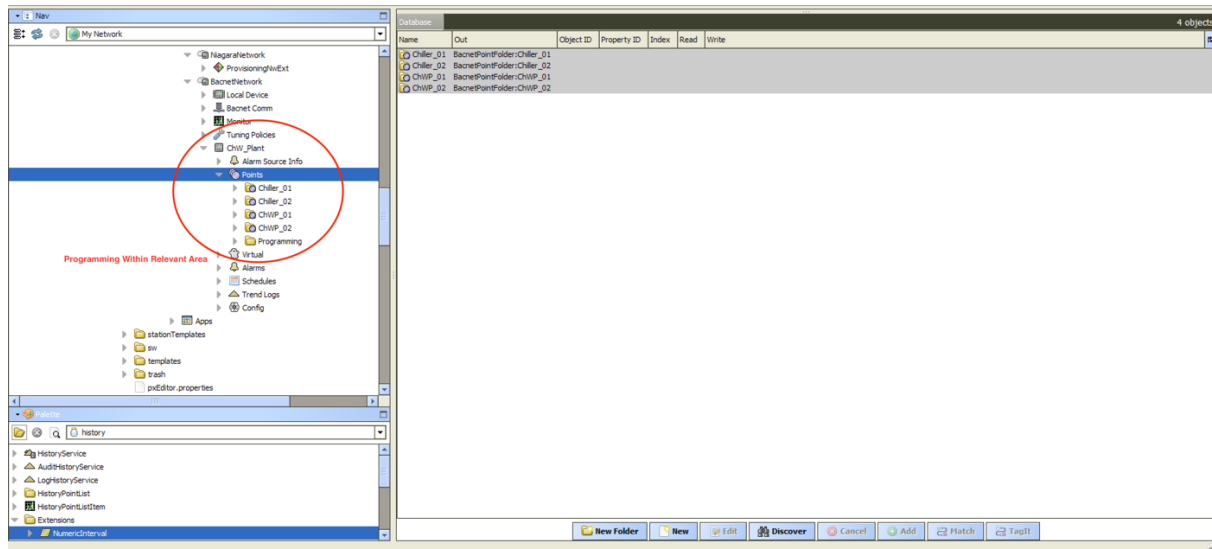 Nav
My Network
NiagaraNetwork
ProvisioningNwExt
BacnetNetwork
Local Device
Bacnet Comm
Monitor
Tuning Policies
ChW_Plant
Alarm Source Info
Points
Chiller_01
Chiller_02
ChWP_01
ChWP_02
Programming
Programming Within Relevant Area
Virtual
Alarms
Schedules
Trend Logs
Config
Apps
stationTemplates
sw
templates
trash
pxEditor.properties
Palette
history
HistoryService
AuditHistoryService
LogHistoryService
HistoryPointList
HistoryPointListItem
Extensions
NumericInterval
Database 4 objects
Name Out Object ID Property ID Index Read Write
Chiller_01 BacnetPointFolder:Chiller_01
Chiller_02 BacnetPointFolder:Chiller_02
ChWP_01 BacnetPointFolder:ChWP_01
ChWP_02 BacnetPointFolder:ChWP_02
New Folder New Edit Discover Cancel Add Match TagIt